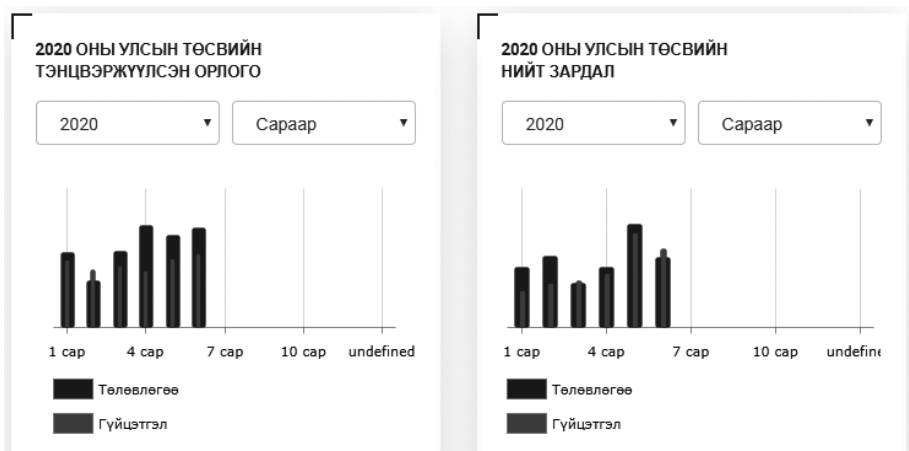 2020 ОНЫ УЛСЫН ТӨСВИЙН
ТЭНЦВЭРЖҮҮЛСЭН ОРЛОГО
2020
Сараар
1 сар
4 сар
7 сар
10 сар
undefined
Төлөвлөгөө
Гүйцэтгэл
2020 ОНЫ УЛСЫН ТӨСВИЙН
НИЙТ ЗАРДАЛ
2020
Сараар
1 сар
4 сар
7 сар
10 сар
undefine
Төлөвлөгөө
Гүйцэтгэл